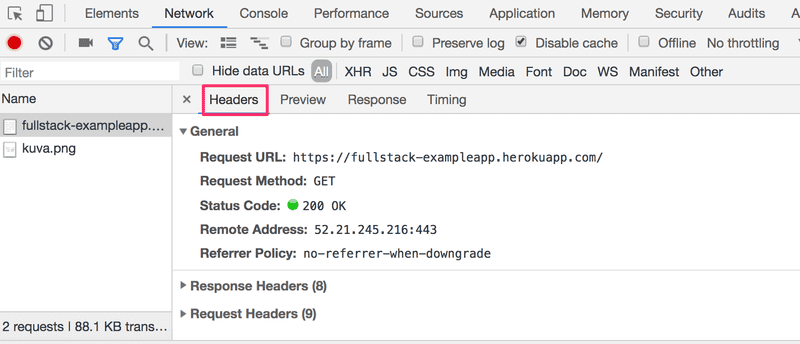 Elements Network Console Performance Sources Application Memory Security Audits A
View: Group by frame Preserve log Disable cache Offline No throttling
Filter Hide data URLs All XHR JS CSS Img Media Font Doc WS Manifest Other
Name × Headers Preview Response Timing
fullstack-exampleapp.…
kuva.png
▼General
Request URL: https://fullstack-exampleapp.herokuapp.com/
Request Method: GET
Status Code: 200 OK
Remote Address: 52.21.245.216:443
Referrer Policy: no-referrer-when-downgrade
▶ Response Headers (8)
▶ Request Headers (9)
2 requests | 88.1 KB trans…